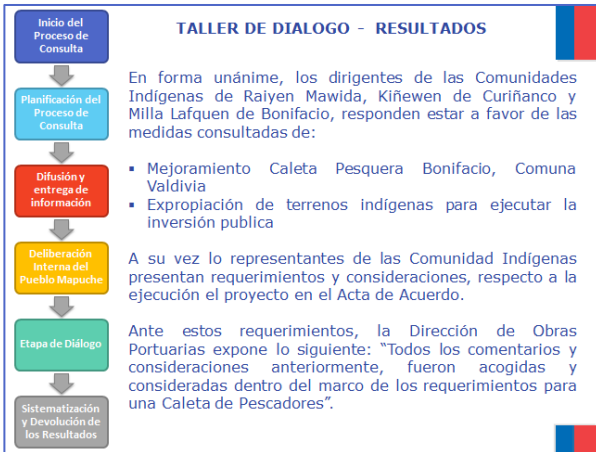 Inicio del
Proceso de
Consulta
Planificación del
Proceso de
Consulta
Difusión y
entrega de
información
Deliberación
Interna del
Pueblo Mapuche
Etapa de Diálogo
Sistematización
y Devolución de
los Resultados
TALLER DE DIALOGO - RESULTADOS
En forma unánime, los dirigentes de las Comunidades
Indígenas de Raiyen Mawida, Kiñewen de Curiñanco y
Milla Lafquen de Bonifacio, responden estar a favor de las
medidas consultadas de:
▪ Mejoramiento Caleta Pesquera Bonifacio, Comuna
Valdivia
▪ Expropiación de terrenos indígenas para ejecutar la
inversión publica
A su vez lo representantes de las Comunidad Indígenas
presentan requerimientos y consideraciones, respecto a la
ejecución el proyecto en el Acta de Acuerdo.
Ante estos requerimientos, la Dirección de Obras
Portuarias expone lo siguiente: “Todos los comentarios y
consideraciones anteriormente, fueron acogidas y
consideradas dentro del marco de los requerimientos para
una Caleta de Pescadores”.